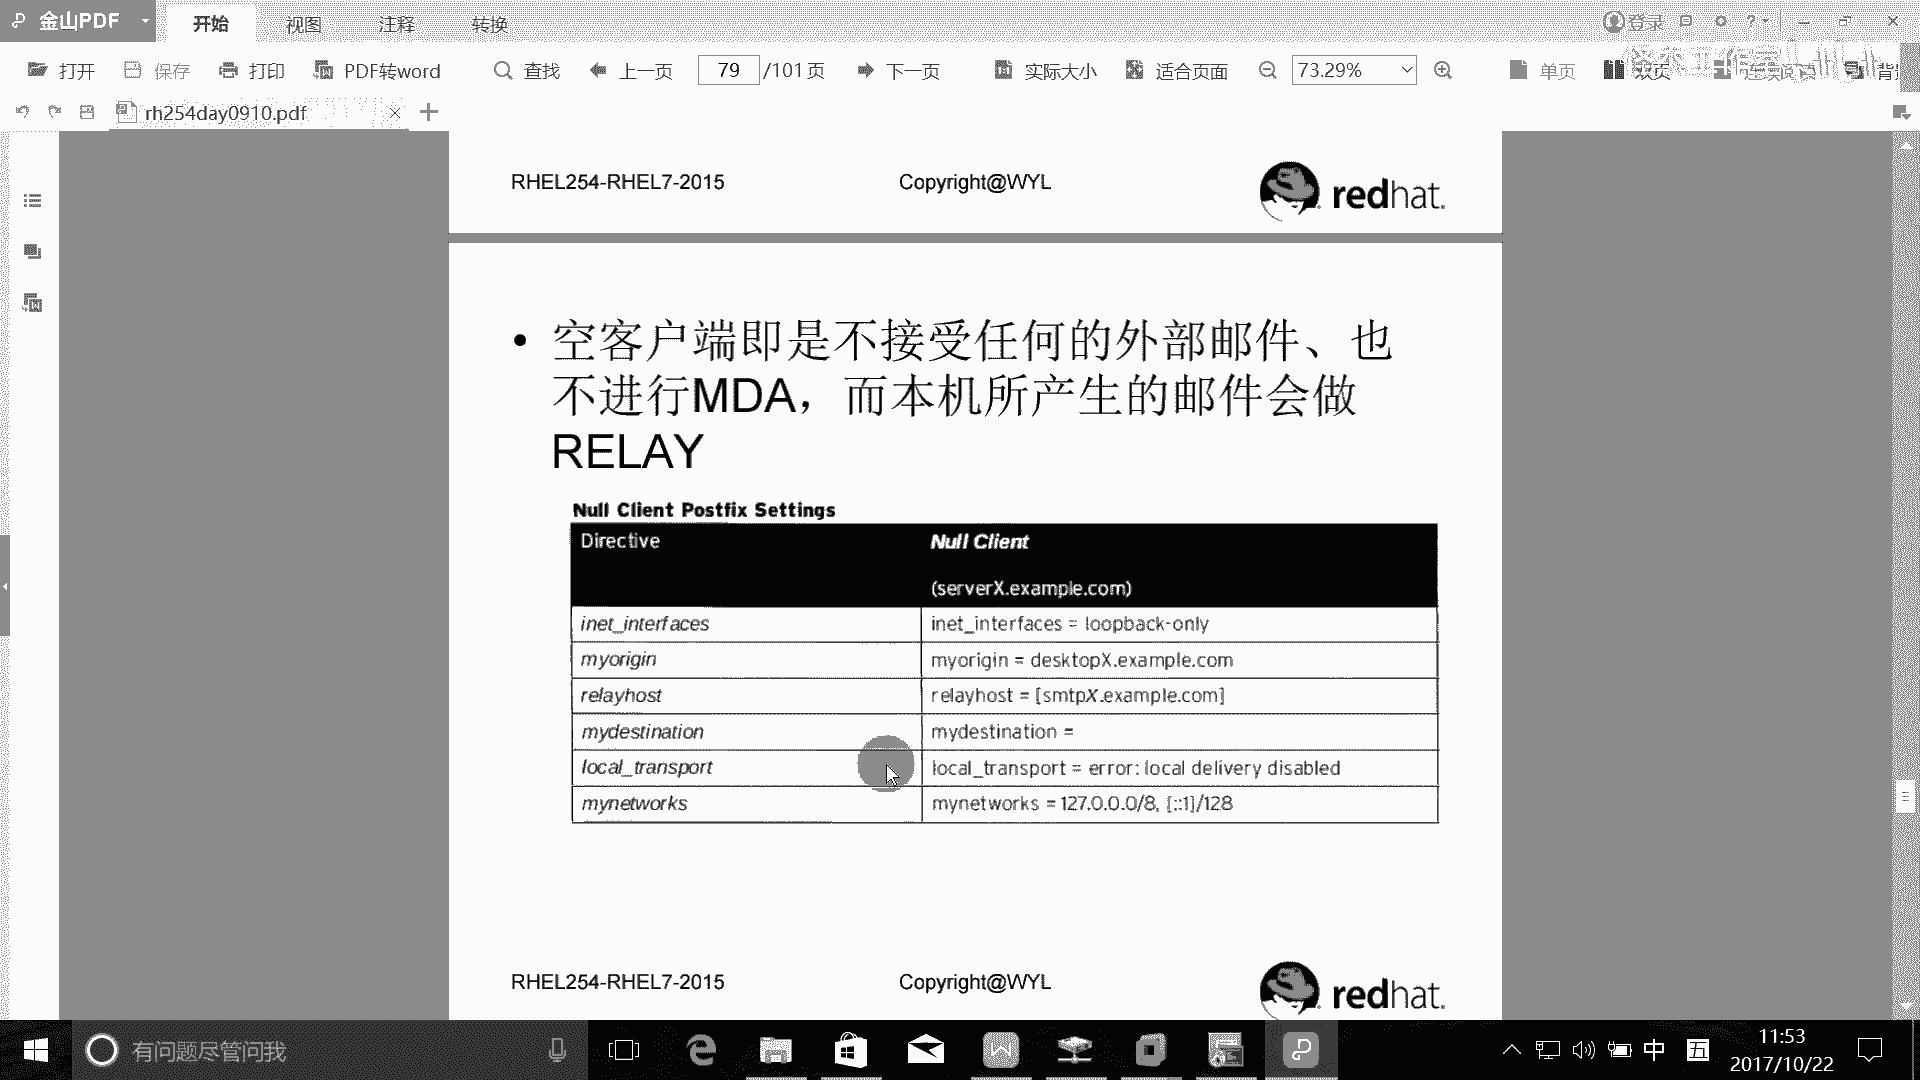 金山PDF
开始
视图
注释
转换
登录
打开
保存
打印
PDF转word
查找
上一页
79
/101 页
下一页
实际大小
适合页面
73.29%
单页
双页
rh254day0910.pdf
RHEL254-RHEL7-2015
Copyright@WYL
redhat.
• 空客户端即是不接受任何的外部邮件、也
不进行MDA，而本机所产生的邮件会做
RELAY
Null Client Postfix Settings
Directive
Null Client
(serverX.example.com)
inet_interfaces
inet_interfaces = loopback-only
myorigin
myorigin = desktopX.example.com
relayhost
relayhost = [smtpX.example.com]
mydestination
mydestination =
local_transport
local_transport = error: local delivery disabled
mynetworks
mynetworks = 127.0.0.0/8, [::1]/128
RHEL254-RHEL7-2015
Copyright@WYL
redhat.
有问题尽管问我
中
五
11:53
2017/10/22